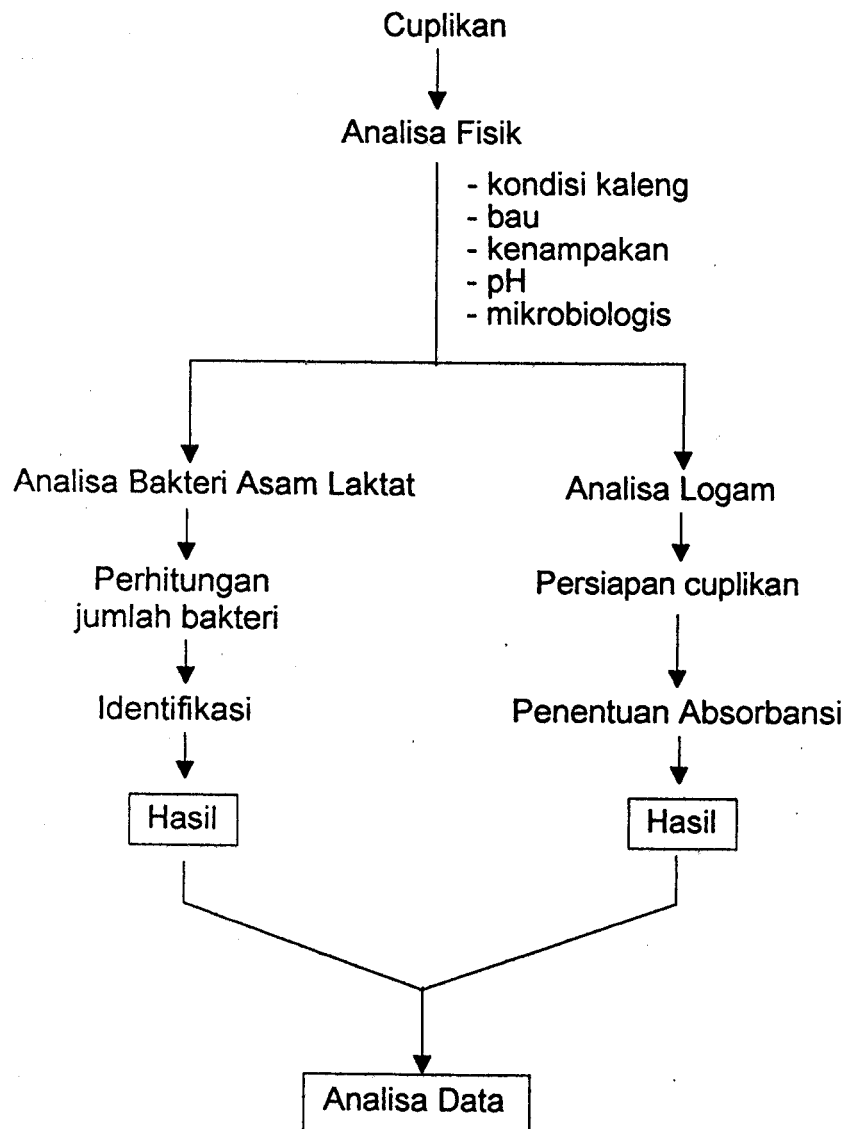 Cuplikan
Analisa Fisik
- kondisi kaleng
- bau
- kenampakan
- pH
- mikrobiologis
Analisa Bakteri Asam Laktat
Perhitungan
jumlah bakteri
Identifikasi
Hasil
Analisa Logam
Persiapan cuplikan
Penentuan Absorbansi
Hasil
Analisa Data